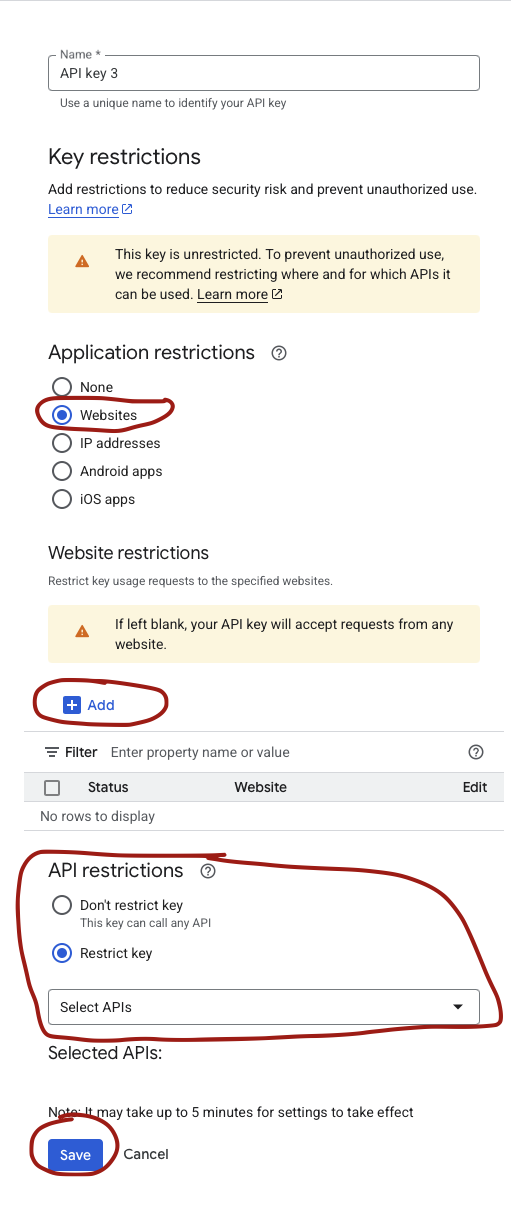 Name *
API key 3
Use a unique name to identify your API key
Key restrictions
Add restrictions to reduce security risk and prevent unauthorized use.
Learn more
This key is unrestricted. To prevent unauthorized use,
we recommend restricting where and for which APIs it
can be used. Learn more
Application restrictions
None
Websites
IP addresses
Android apps
iOS apps
Website restrictions
Restrict key usage requests to the specified websites.
If left blank, your API key will accept requests from any
website.
Add
Filter Enter property name or value
Status Website Edit
No rows to display
API restrictions
Don't restrict key
This key can call any API
Restrict key
Select APIs
Selected APIs:
Note: It may take up to 5 minutes for settings to take effect
Save Cancel